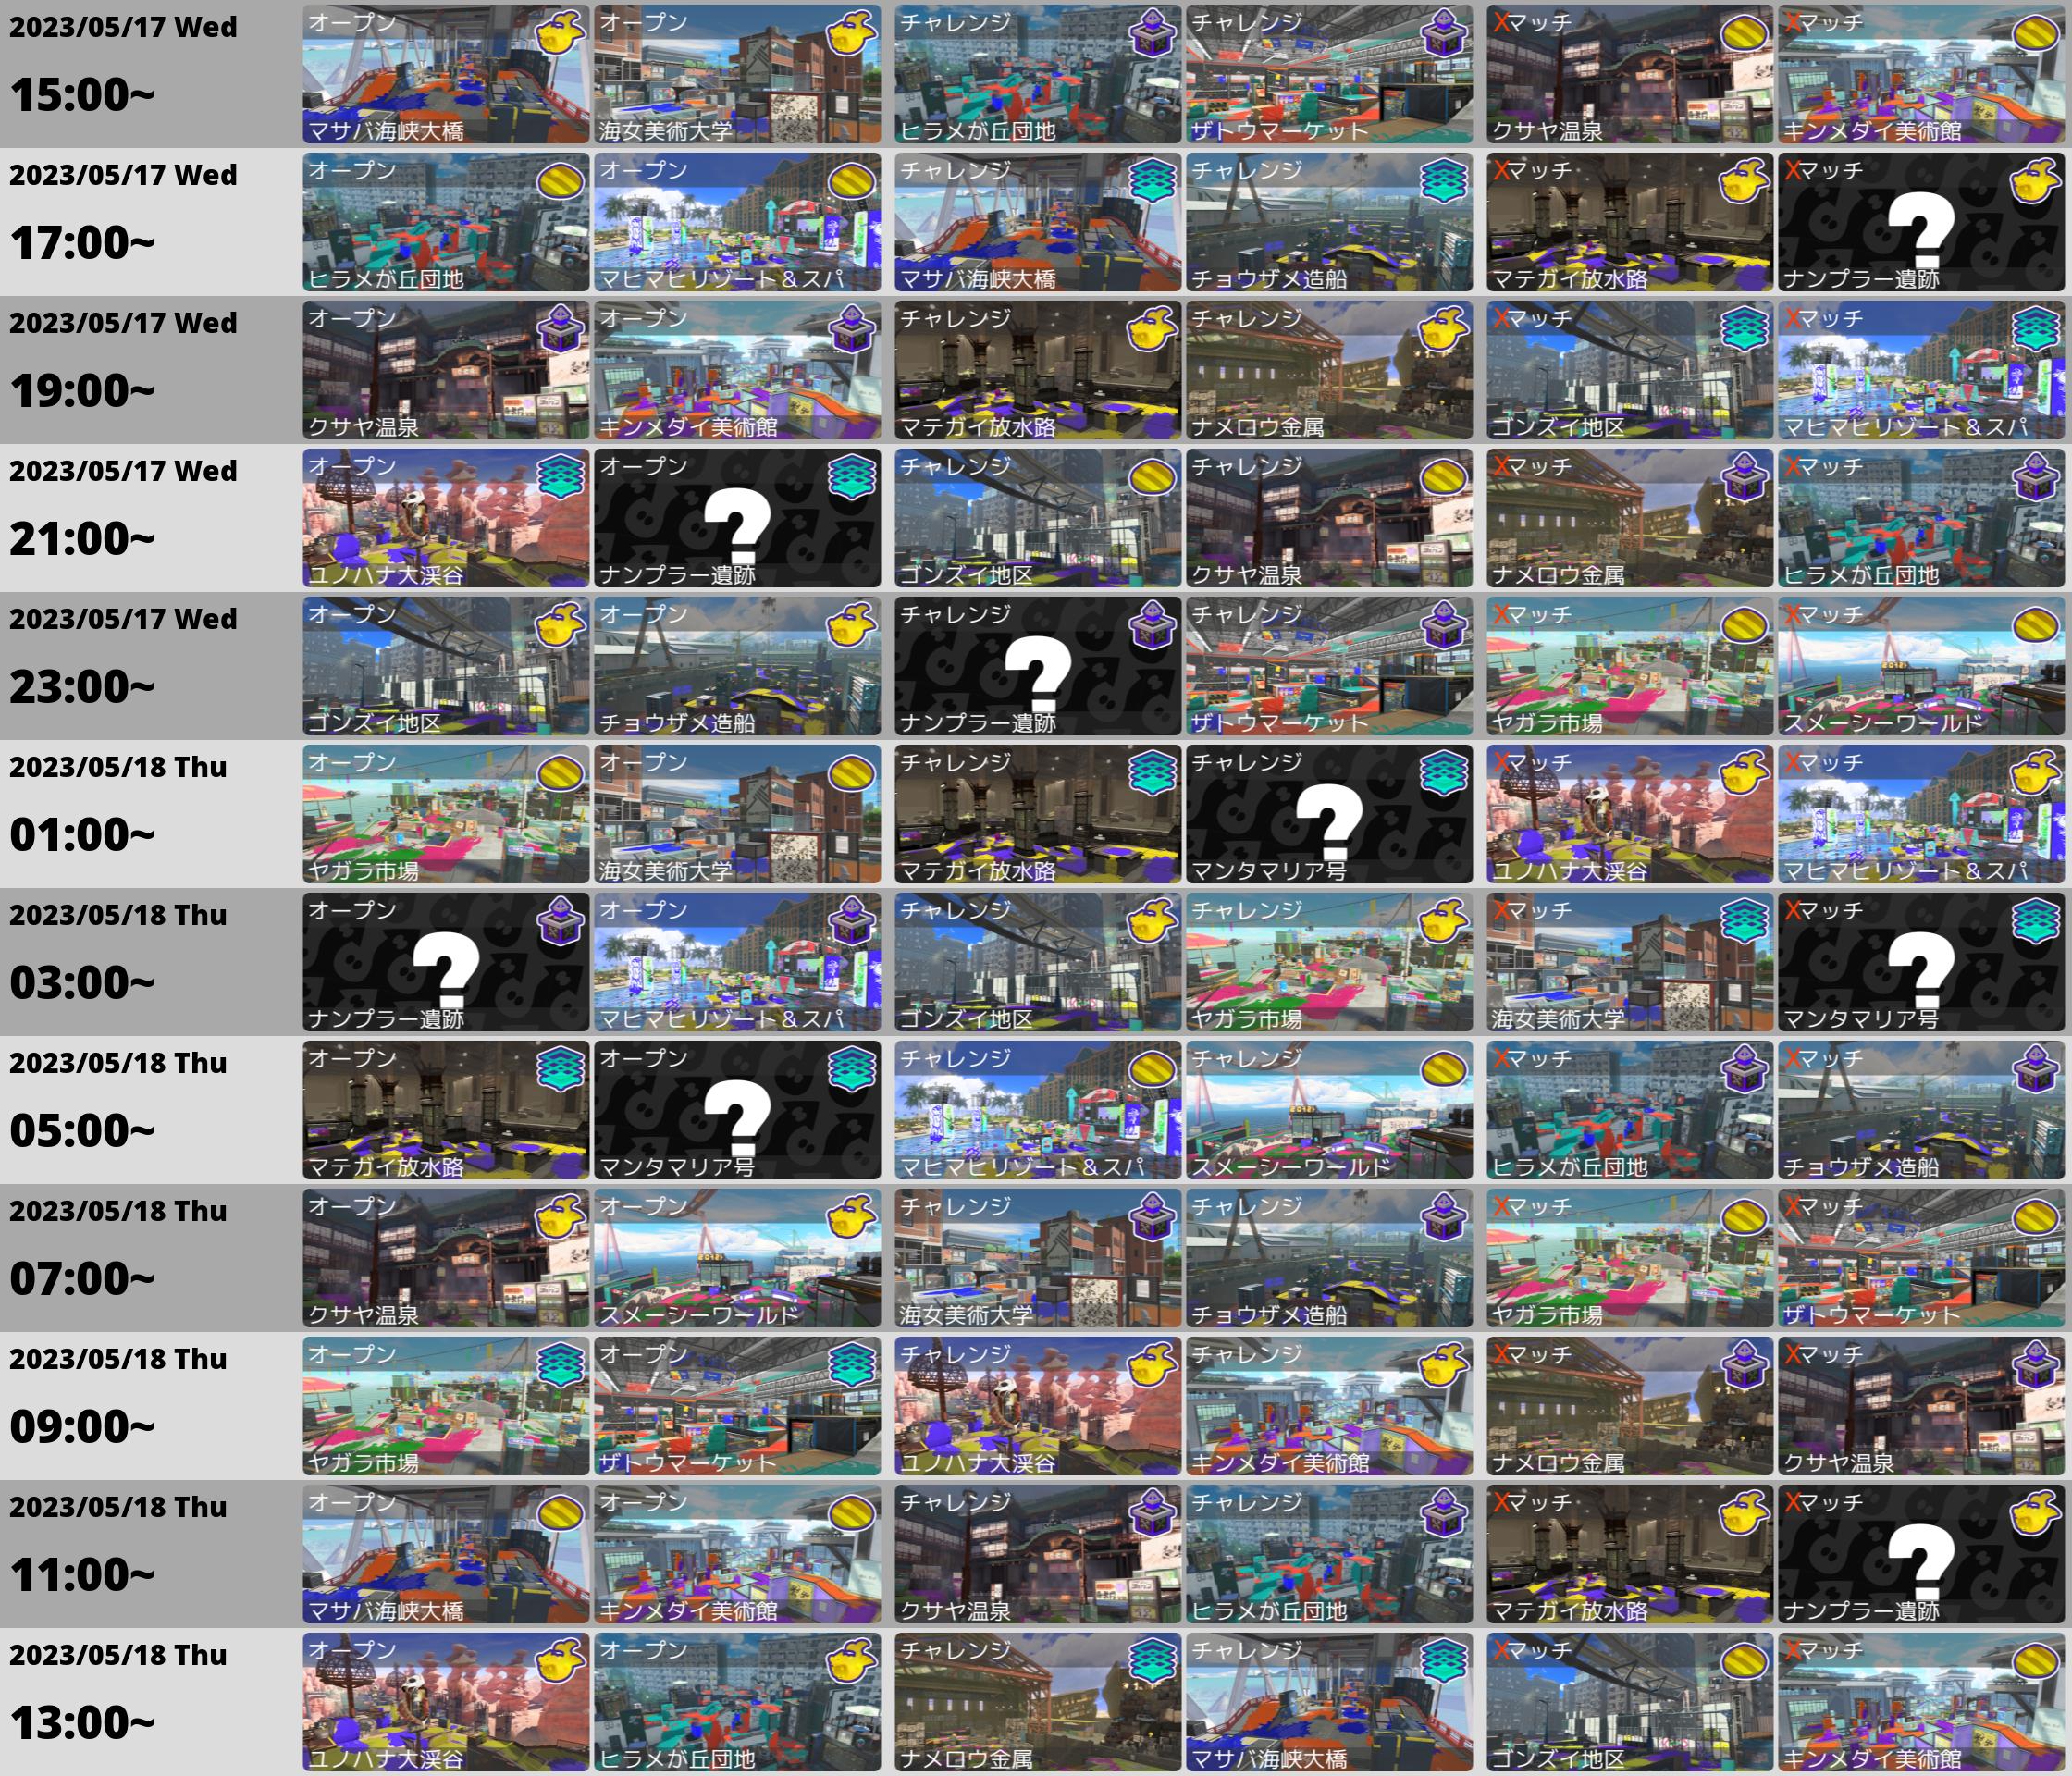 2023/05/17 Wed
15:00~
オープン オープン チャレンジ チャレンジ Xマッチ Xマッチ
マサバ海峡大橋 海女美術大学 ヒラメが丘団地 ザトウマーケット クサヤ温泉 キンメダイ美術館
2023/05/17 Wed
17:00~
オープン オープン チャレンジ チャレンジ Xマッチ Xマッチ
ヒラメが丘団地 マヒマヒリゾート&スパ マサバ海峡大橋 チョウザメ造船 マテガイ放水路 ナンプラー遺跡
?
2023/05/17 Wed
19:00~
オープン オープン チャレンジ チャレンジ Xマッチ Xマッチ
クサヤ温泉 キンメダイ美術館 マテガイ放水路 ナメロウ金属 ゴンズイ地区 マヒマヒリゾート&スパ
2023/05/17 Wed
21:00~
オープン オープン チャレンジ チャレンジ Xマッチ Xマッチ
?
ユノハナ大渓谷 ナンプラー遺跡 ゴンズイ地区 クサヤ温泉 ナメロウ金属 ヒラメが丘団地
2023/05/17 Wed
23:00~
オープン オープン チャレンジ チャレンジ Xマッチ Xマッチ
?
ゴンズイ地区 チョウザメ造船 ナンプラー遺跡 ザトウマーケット ヤガラ市場 スメーシーワールド
2023/05/18 Thu
01:00~
オープン オープン チャレンジ チャレンジ Xマッチ Xマッチ
?
ヤガラ市場 海女美術大学 マテガイ放水路 マンタマリア号 ユノハナ大渓谷 マヒマヒリゾート&スパ
2023/05/18 Thu
03:00~
オープン オープン チャレンジ チャレンジ Xマッチ Xマッチ
? ?
ナンプラー遺跡 マヒマヒリゾート&スパ ゴンズイ地区 ヤガラ市場 海女美術大学 マンタマリア号
2023/05/18 Thu
05:00~
オープン オープン チャレンジ チャレンジ Xマッチ Xマッチ
?
マテガイ放水路 マンタマリア号 マヒマヒリゾート&スパ スメーシーワールド ヒラメが丘団地 チョウザメ造船
2023/05/18 Thu
07:00~
オープン オープン チャレンジ チャレンジ Xマッチ Xマッチ
クサヤ温泉 スメーシーワールド 海女美術大学 チョウザメ造船 ヤガラ市場 ザトウマーケット
2023/05/18 Thu
09:00~
オープン オープン チャレンジ チャレンジ Xマッチ Xマッチ
ヤガラ市場 ザトウマーケット ユノハナ大渓谷 キンメダイ美術館 ナメロウ金属 クサヤ温泉
2023/05/18 Thu
11:00~
オープン オープン チャレンジ チャレンジ Xマッチ Xマッチ
?
マサバ海峡大橋 キンメダイ美術館 クサヤ温泉 ヒラメが丘団地 マテガイ放水路 ナンプラー遺跡
2023/05/18 Thu
13:00~
オープン オープン チャレンジ チャレンジ Xマッチ Xマッチ
ユノハナ大渓谷 ヒラメが丘団地 ナメロウ金属 マサバ海峡大橋 ゴンズイ地区 キンメダイ美術館